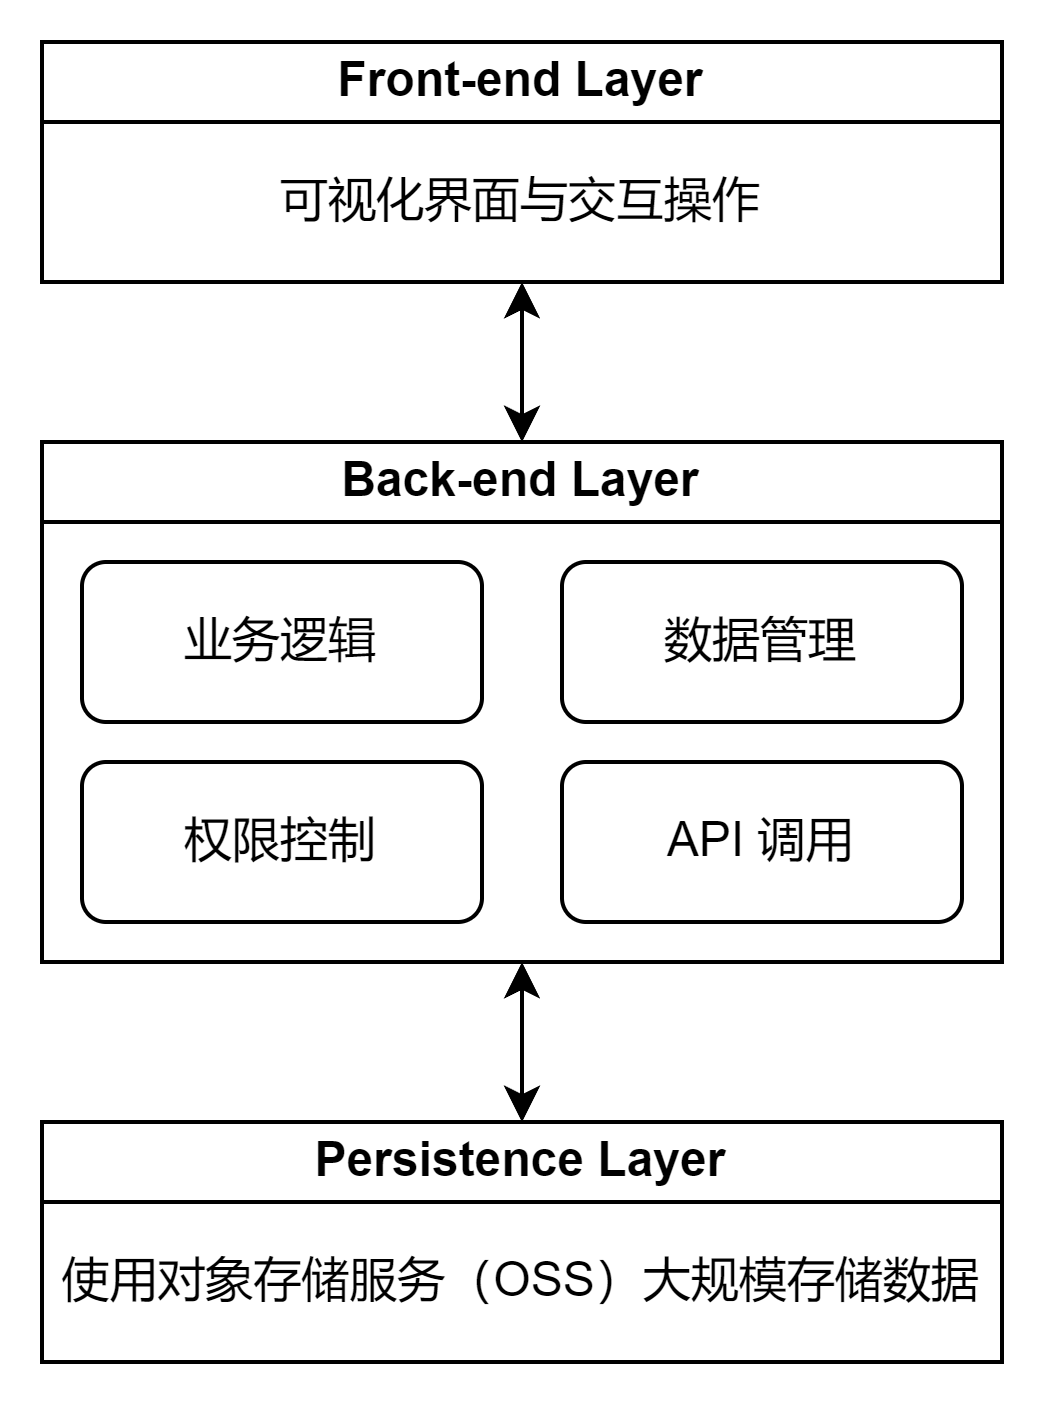 Front-end Layer
可视化界面与交互操作
Back-end Layer
业务逻辑
数据管理
权限控制
API 调用
Persistence Layer
使用对象存储服务（OSS）大规模存储数据